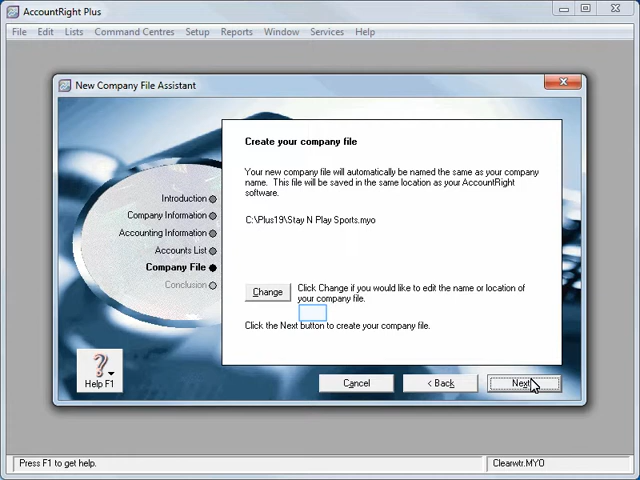 AccountRight Plus
File Edit Lists Command Centres Setup Reports Window Services Help
New Company File Assistant
Create your company file
Your new company file will automatically be named the same as your company
name. This file will be saved in the same location as your AccountRight
software.
C:\Plus19\Stay N Play Sports.myo
Introduction
Company Information
Accounting Information
Accounts List
Company File
Conclusion
Change
Click Change if you would like to edit the name or location of
your company file.
Click the Next button to create your company file.
Help F1
Cancel
< Back
Next
Press F1 to get help.
Clearwtr.MYO